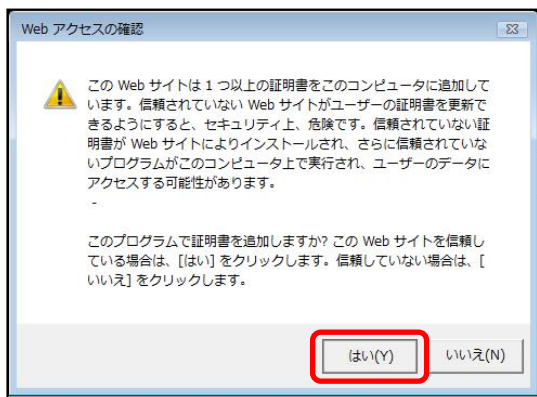 Web アクセスの確認
この Web サイトは 1 つ以上の証明書をこのコンピュータに追加して
います。信頼されていない Web サイトがユーザーの証明書を更新で
きるようにすると、セキュリティ上、危険です。信頼されていない証
明書が Web サイトによりインストールされ、さらに信頼されていな
いプログラムがこのコンピュータ上で実行され、ユーザーのデータに
アクセスする可能性があります。
-
このプログラムで証明書を追加しますか? この Web サイトを信頼し
ている場合は、[はい] をクリックします。信頼していない場合は、[
いいえ] をクリックします。
はい(Y) いいえ(N)